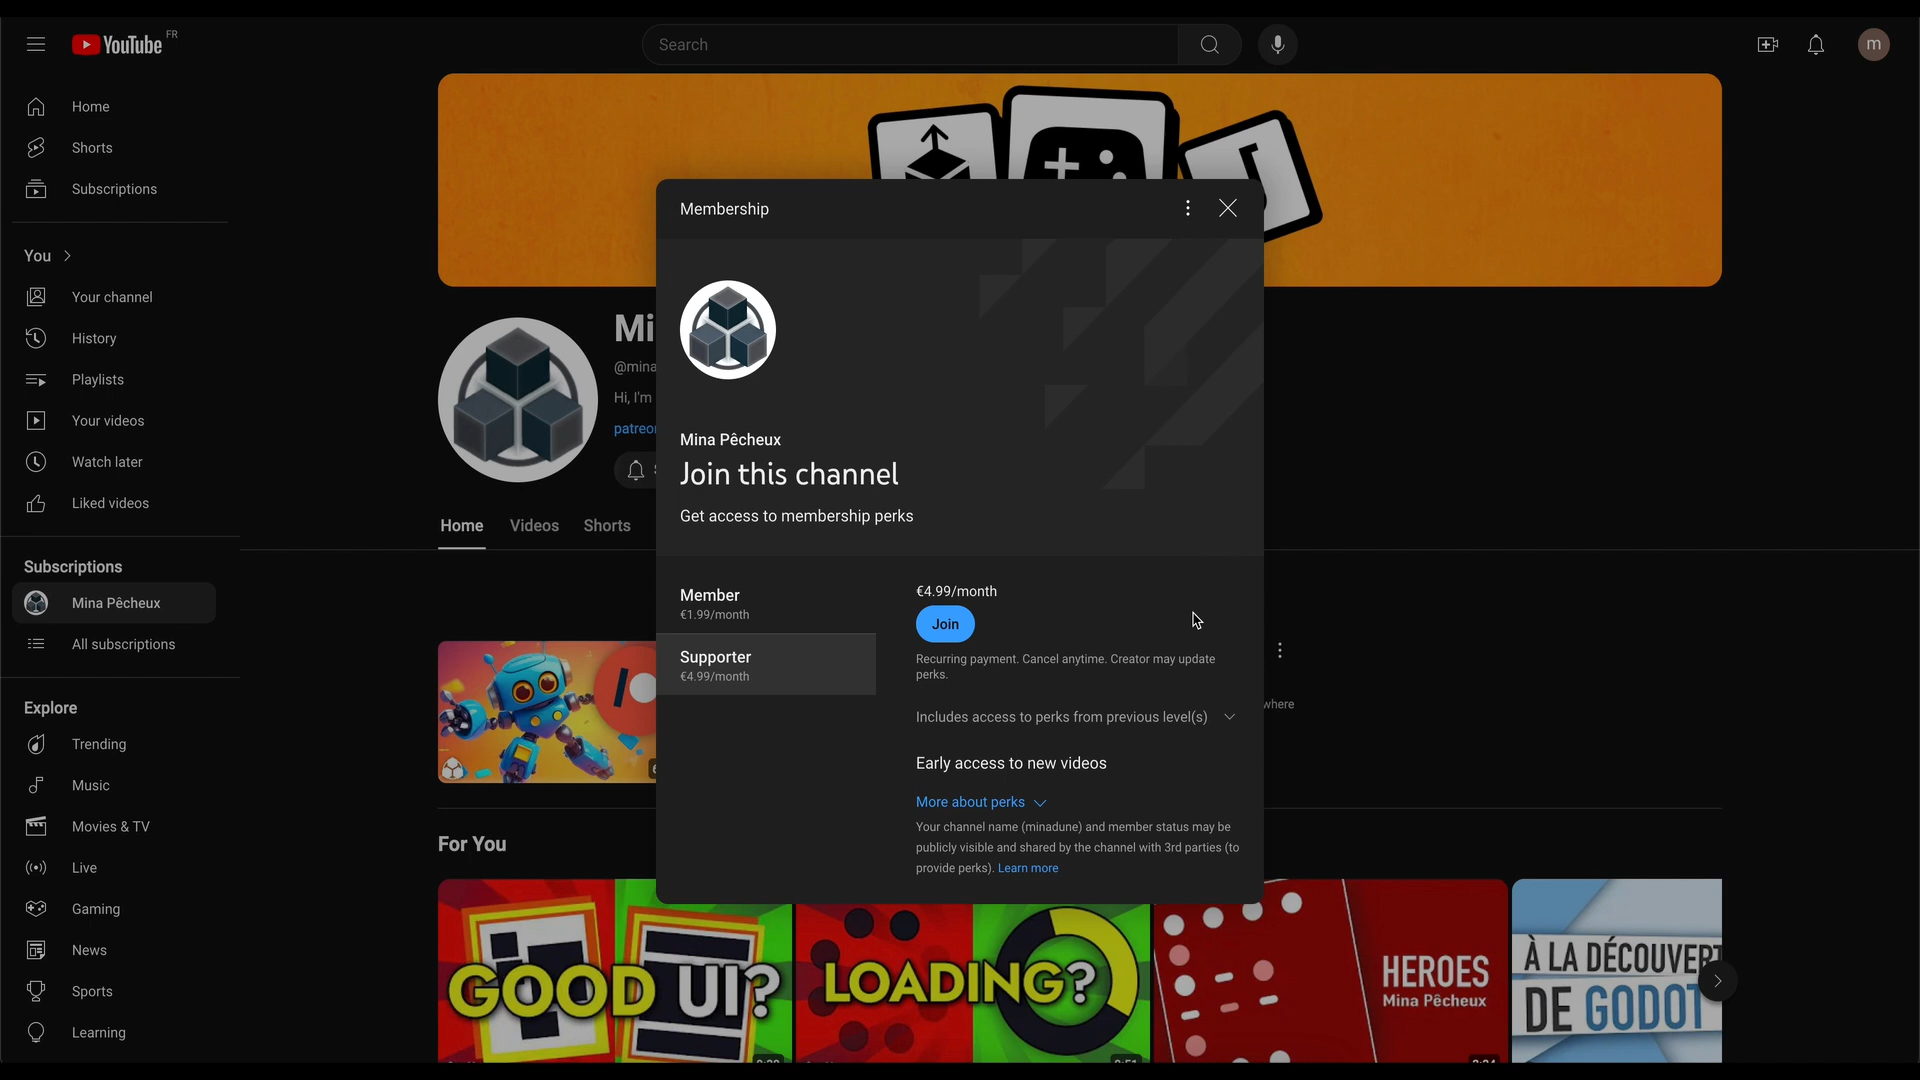 YouTube FR
Search
m
Home
Shorts
Subscriptions
You
Your channel
History
Playlists
Your videos
Watch later
Liked videos
Subscriptions
Mina Pêcheux
All subscriptions
Explore
Trending
Music
Movies & TV
Live
Gaming
News
Sports
Learning
Mi
@mina
Hi, I'm
patreo
Home Videos Shorts
Membership
Mina Pêcheux
Join this channel
Get access to membership perks
Member
€1.99/month
Supporter
€4.99/month
€4.99/month
Join
Recurring payment. Cancel anytime. Creator may update
perks.
Includes access to perks from previous level(s)
Early access to new videos
More about perks
Your channel name (minadune) and member status may be
publicly visible and shared by the channel with 3rd parties (to
provide perks). Learn more
where
For You
GOOD UI?
LOADING?
HEROES
Mina Pêcheux
À LA DÉCOUVERT
DE GODOT